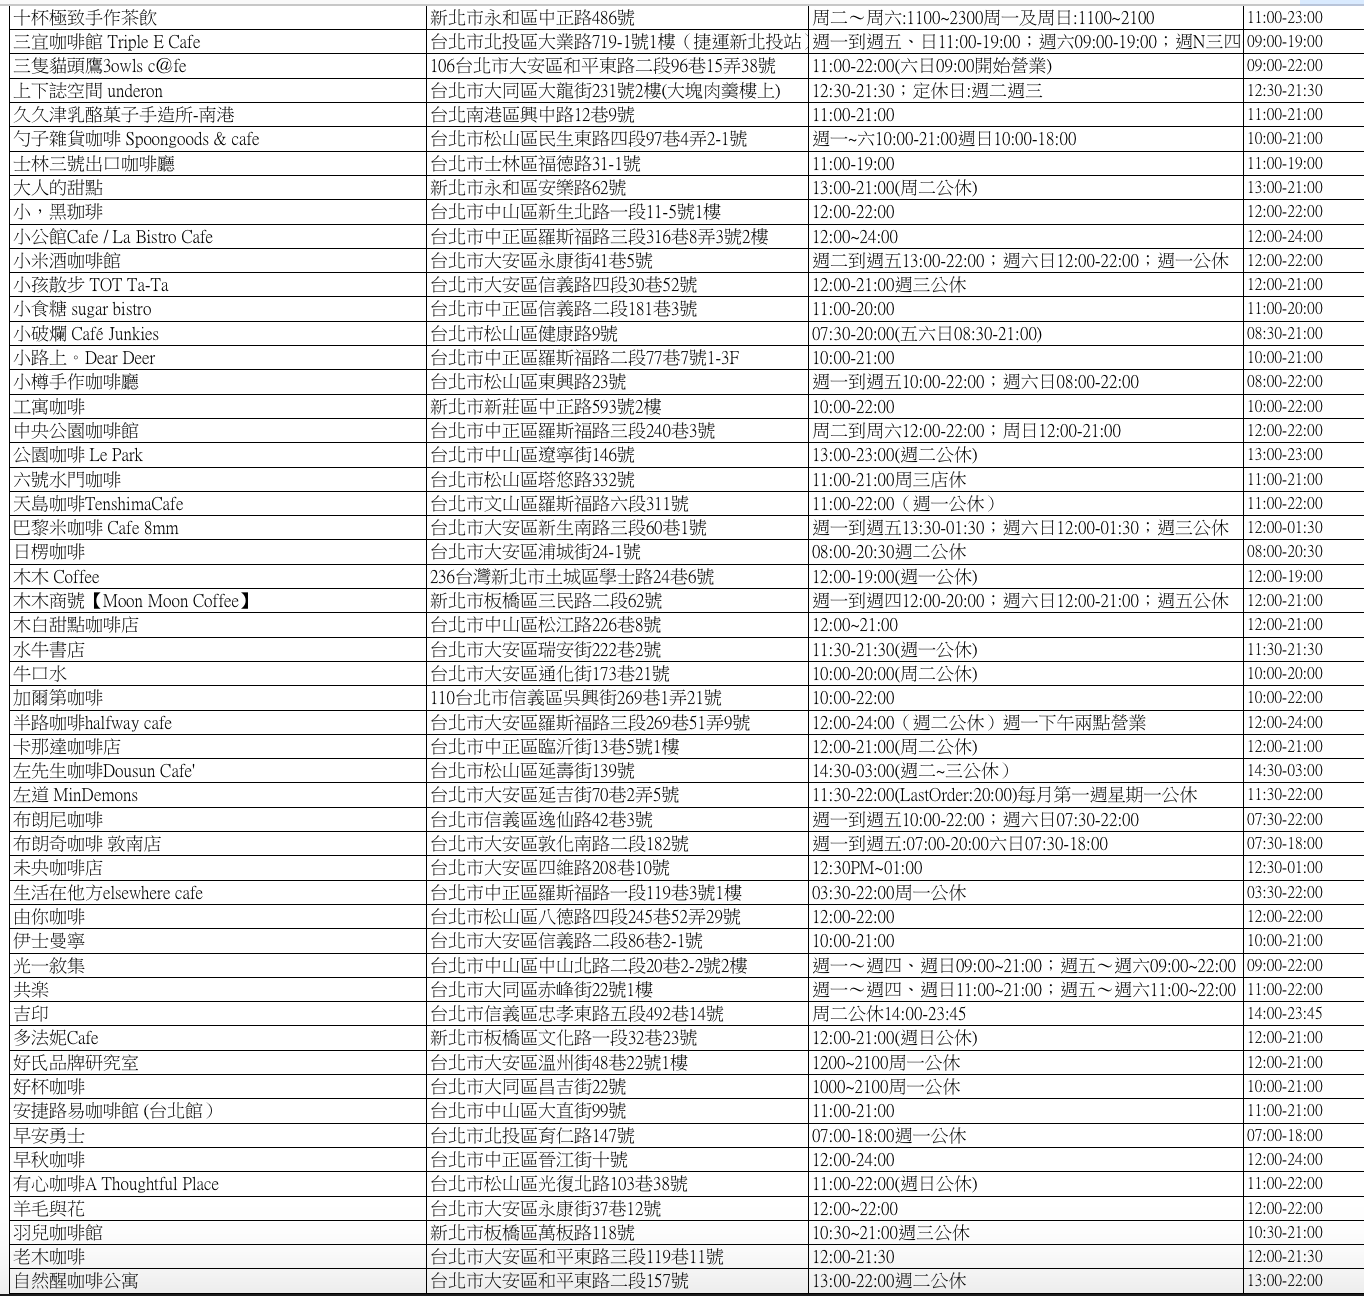 十杯極致手作茶飲 新北市永和區中正路486號 周二～周六:1100~2300周一及周日:1100~2100 11:00-23:00
三宜咖啡館 Triple E Cafe 台北市北投區大業路719-1號1樓（捷運新北投站 週一到週五、日11:00-19:00；週六09:00-19:00；週N三四 09:00-19:00
三隻貓頭鷹3owls c@fe 106台北市大安區和平東路二段96巷15弄38號 11:00-22:00(六日09:00開始營業) 09:00-22:00
上下誌空間 underon 台北市大同區大龍街231號2樓(大塊肉羹樓上) 12:30-21:30；定休日:週二週三 12:30-21:30
久久津乳酪菓子手造所-南港 台北南港區興中路12巷9號 11:00-21:00 11:00-21:00
勺子雜貨咖啡 Spoongoods & cafe 台北市松山區民生東路四段97巷4弄2-1號 週一~六10:00-21:00週日10:00-18:00 10:00-21:00
士林三號出口咖啡廳 台北市士林區福德路31-1號 11:00-19:00 11:00-19:00
大人的甜點 新北市永和區安樂路62號 13:00-21:00(周二公休) 13:00-21:00
小，黑珈琲 台北市中山區新生北路一段11-5號1樓 12:00-22:00 12:00-22:00
小公館Cafe / La Bistro Cafe 台北市中正區羅斯福路三段316巷8弄3號2樓 12:00~24:00 12:00-24:00
小米酒咖啡館 台北市大安區永康街41巷5號 週二到週五13:00-22:00；週六日12:00-22:00；週一公休 12:00-22:00
小孩散步 TOT Ta-Ta 台北市大安區信義路四段30巷52號 12:00-21:00週三公休 12:00-21:00
小食糖 sugar bistro 台北市中正區信義路二段181巷3號 11:00-20:00 11:00-20:00
小破爛 Café Junkies 台北市松山區健康路9號 07:30-20:00(五六日08:30-21:00) 08:30-21:00
小路上。Dear Deer 台北市中正區羅斯福路二段77巷7號1-3F 10:00-21:00 10:00-21:00
小樽手作咖啡廳 台北市松山區東興路23號 週一到週五10:00-22:00；週六日08:00-22:00 08:00-22:00
工寓咖啡 新北市新莊區中正路593號2樓 10:00-22:00 10:00-22:00
中央公園咖啡館 台北市中正區羅斯福路三段240巷3號 周二到周六12:00-22:00；周日12:00-21:00 12:00-22:00
公園咖啡 Le Park 台北市中山區遼寧街146號 13:00-23:00(週二公休) 13:00-23:00
六號水門咖啡 台北市松山區塔悠路332號 11:00-21:00周三店休 11:00-21:00
天島咖啡TenshimaCafe 台北市文山區羅斯福路六段311號 11:00-22:00（週一公休） 11:00-22:00
巴黎米咖啡 Cafe 8mm 台北市大安區新生南路三段60巷1號 週一到週五13:30-01:30；週六日12:00-01:30；週三公休 12:00-01:30
日楞咖啡 台北市大安區浦城街24-1號 08:00-20:30週二公休 08:00-20:30
木木 Coffee 236台灣新北市土城區學士路24巷6號 12:00-19:00(週一公休) 12:00-19:00
木木商號【Moon Moon Coffee】 新北市板橋區三民路二段62號 週一到週四12:00-20:00；週六日12:00-21:00；週五公休 12:00-21:00
木白甜點咖啡店 台北市中山區松江路226巷8號 12:00~21:00 12:00-21:00
水牛書店 台北市大安區瑞安街222巷2號 11:30-21:30(週一公休) 11:30-21:30
牛口水 台北市大安區通化街173巷21號 10:00-20:00(周二公休) 10:00-20:00
加爾第咖啡 110台北市信義區吳興街269巷1弄21號 10:00-22:00 10:00-22:00
半路咖啡halfway cafe 台北市大安區羅斯福路三段269巷51弄9號 12:00-24:00（週二公休）週一下午兩點營業 12:00-24:00
卡那達咖啡店 台北市中正區臨沂街13巷5號1樓 12:00-21:00(周二公休) 12:00-21:00
左先生咖啡Dousun Cafe' 台北市松山區延壽街139號 14:30-03:00(週二~三公休） 14:30-03:00
左道 MinDemons 台北市大安區延吉街70巷2弄5號 11:30-22:00(LastOrder:20:00)每月第一週星期一公休 11:30-22:00
布朗尼咖啡 台北市信義區逸仙路42巷3號 週一到週五10:00-22:00；週六日07:30-22:00 07:30-22:00
布朗奇咖啡 敦南店 台北市大安區敦化南路二段182號 週一到週五:07:00-20:00六日07:30-18:00 07:30-18:00
未央咖啡店 台北市大安區四維路208巷10號 12:30PM~01:00 12:30-01:00
生活在他方elsewhere cafe 台北市中正區羅斯福路一段119巷3號1樓 03:30-22:00周一公休 03:30-22:00
由你咖啡 台北市松山區八德路四段245巷52弄29號 12:00-22:00 12:00-22:00
伊士曼寧 台北市大安區信義路二段86巷2-1號 10:00-21:00 10:00-21:00
光一敘集 台北市中山區中山北路二段20巷2-2號2樓 週一～週四、週日09:00~21:00；週五～週六09:00~22:00 09:00-22:00
共楽 台北市大同區赤峰街22號1樓 週一～週四、週日11:00~21:00；週五～週六11:00~22:00 11:00-22:00
吉印 台北市信義區忠孝東路五段492巷14號 周二公休14:00-23:45 14:00-23:45
多法妮Cafe 新北市板橋區文化路一段32巷23號 12:00-21:00(週日公休) 12:00-21:00
好氏品牌研究室 台北市大安區溫州街48巷22號1樓 1200~2100周一公休 12:00-21:00
好杯咖啡 台北市大同區昌吉街22號 1000~2100周一公休 10:00-21:00
安捷路易咖啡館 (台北館） 台北市中山區大直街99號 11:00-21:00 11:00-21:00
早安勇士 台北市北投區育仁路147號 07:00-18:00週一公休 07:00-18:00
早秋咖啡 台北市中正區晉江街十號 12:00-24:00 12:00-24:00
有心咖啡A Thoughtful Place 台北市松山區光復北路103巷38號 11:00-22:00(週日公休) 11:00-22:00
羊毛與花 台北市大安區永康街37巷12號 12:00~22:00 12:00-22:00
羽兒咖啡館 新北市板橋區萬板路118號 10:30~21:00週三公休 10:30-21:00
老木咖啡 台北市大安區和平東路三段119巷11號 12:00-21:30 12:00-21:30
自然醒咖啡公寓 台北市大安區和平東路二段157號 13:00-22:00週二公休 13:00-22:00